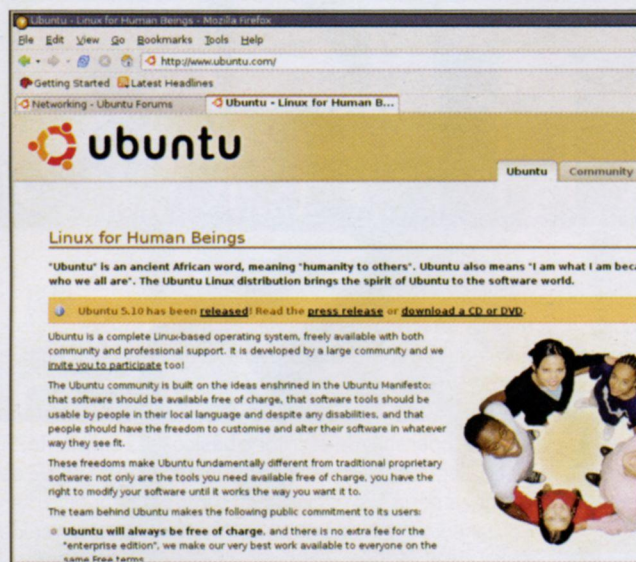 Ubuntu - Linux for Human Beings - Mozilla Firefox
File Edit View Go Bookmarks Tools Help
http://www.ubuntu.com/
Getting Started Latest Headlines
Networking - Ubuntu Forums Ubuntu - Linux for Human B...
ubuntu
Ubuntu Community
Linux for Human Beings
"Ubuntu" is an ancient African word, meaning "humanity to others". Ubuntu also means "I am what I am
who we all are". The Ubuntu Linux distribution brings the spirit of Ubuntu to the software world.
Ubuntu 5.10 has been released! Read the press release or download a CD or DVD.
Ubuntu is a complete Linux-based operating system, freely available with both
community and professional support. It is developed by a large community and we
invite you to participate too!
The Ubuntu community is built on the ideas enshrined in the Ubuntu Manifesto:
that software should be available free of charge, that software tools should be
usable by people in their local language and despite any disabilities, and that
people should have the freedom to customise and alter their software in whatever
way they see fit.
These freedoms make Ubuntu fundamentally different from traditional proprietary
software: not only are the tools you need available free of charge, you have the
right to modify your software until it works the way you want it to.
The team behind Ubuntu makes the following public commitment to its users:
Ubuntu will always be free of charge, and there is no extra fee for the
"enterprise edition", we make our very best work available to everyone on the
same Free terms